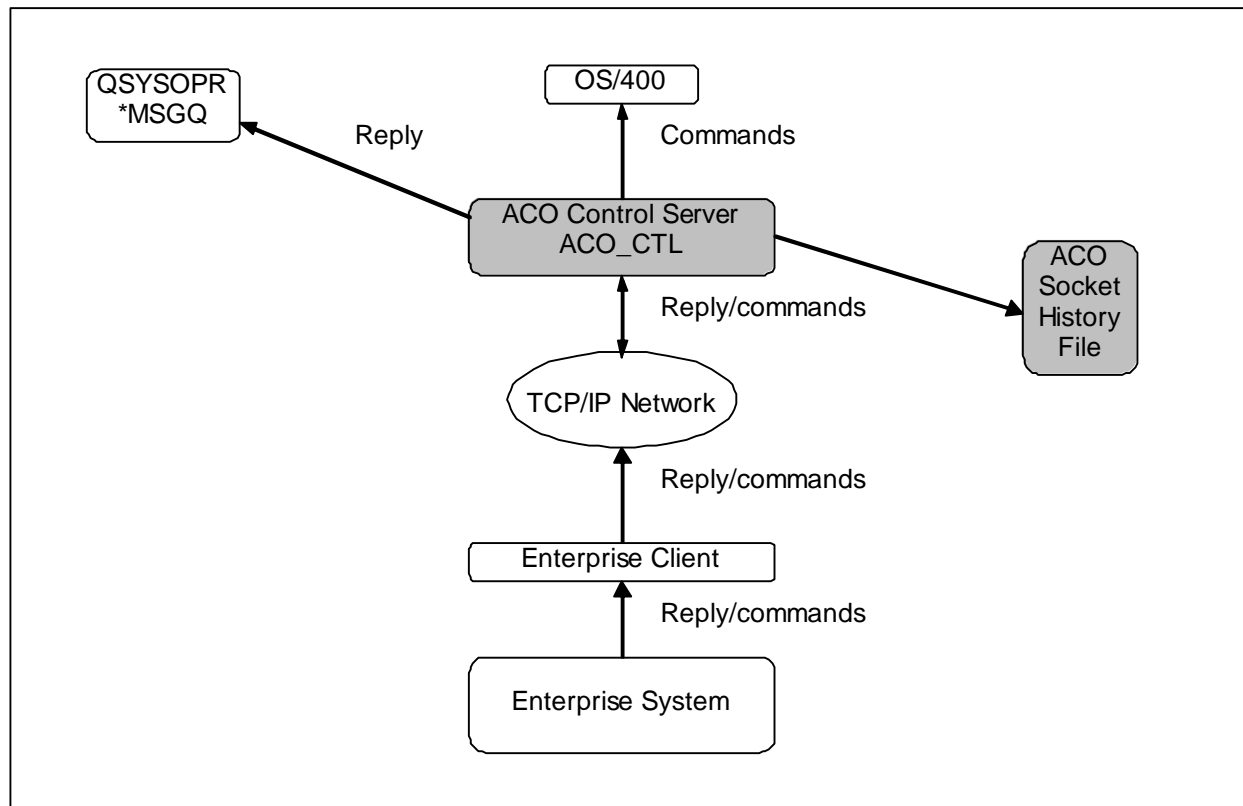 QSYSOPR
*MSGQ
OS/400
Reply
Commands
ACO Control Server
ACO_CTL
ACO
Socket
History
File
Reply/commands
TCP/IP Network
Reply/commands
Enterprise Client
Reply/commands
Enterprise System